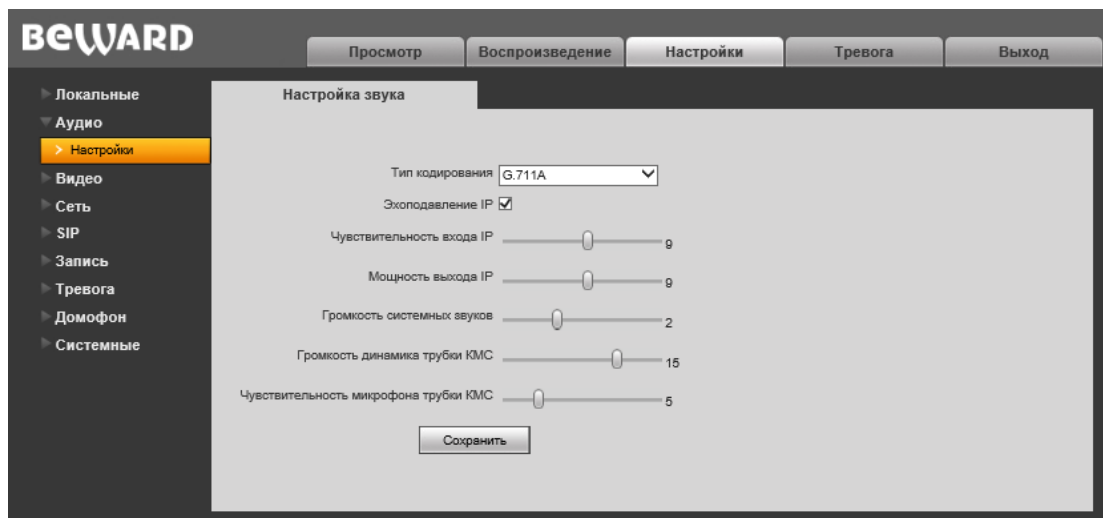 BEWARD
Просмотр
Воспроизведение
Настройки
Тревога
Выход
Локальные
Аудио
> Настройки
Видео
Сеть
SIP
Запись
Тревога
Домофон
Системные
Настройка звука
Тип кодирования G.711A
Эхоподавление IP
Чувствительность входа IP 9
Мощность выхода IP 9
Громкость системных звуков 2
Громкость динамика трубки КМС 15
Чувствительность микрофона трубки КМС 5
Сохранить